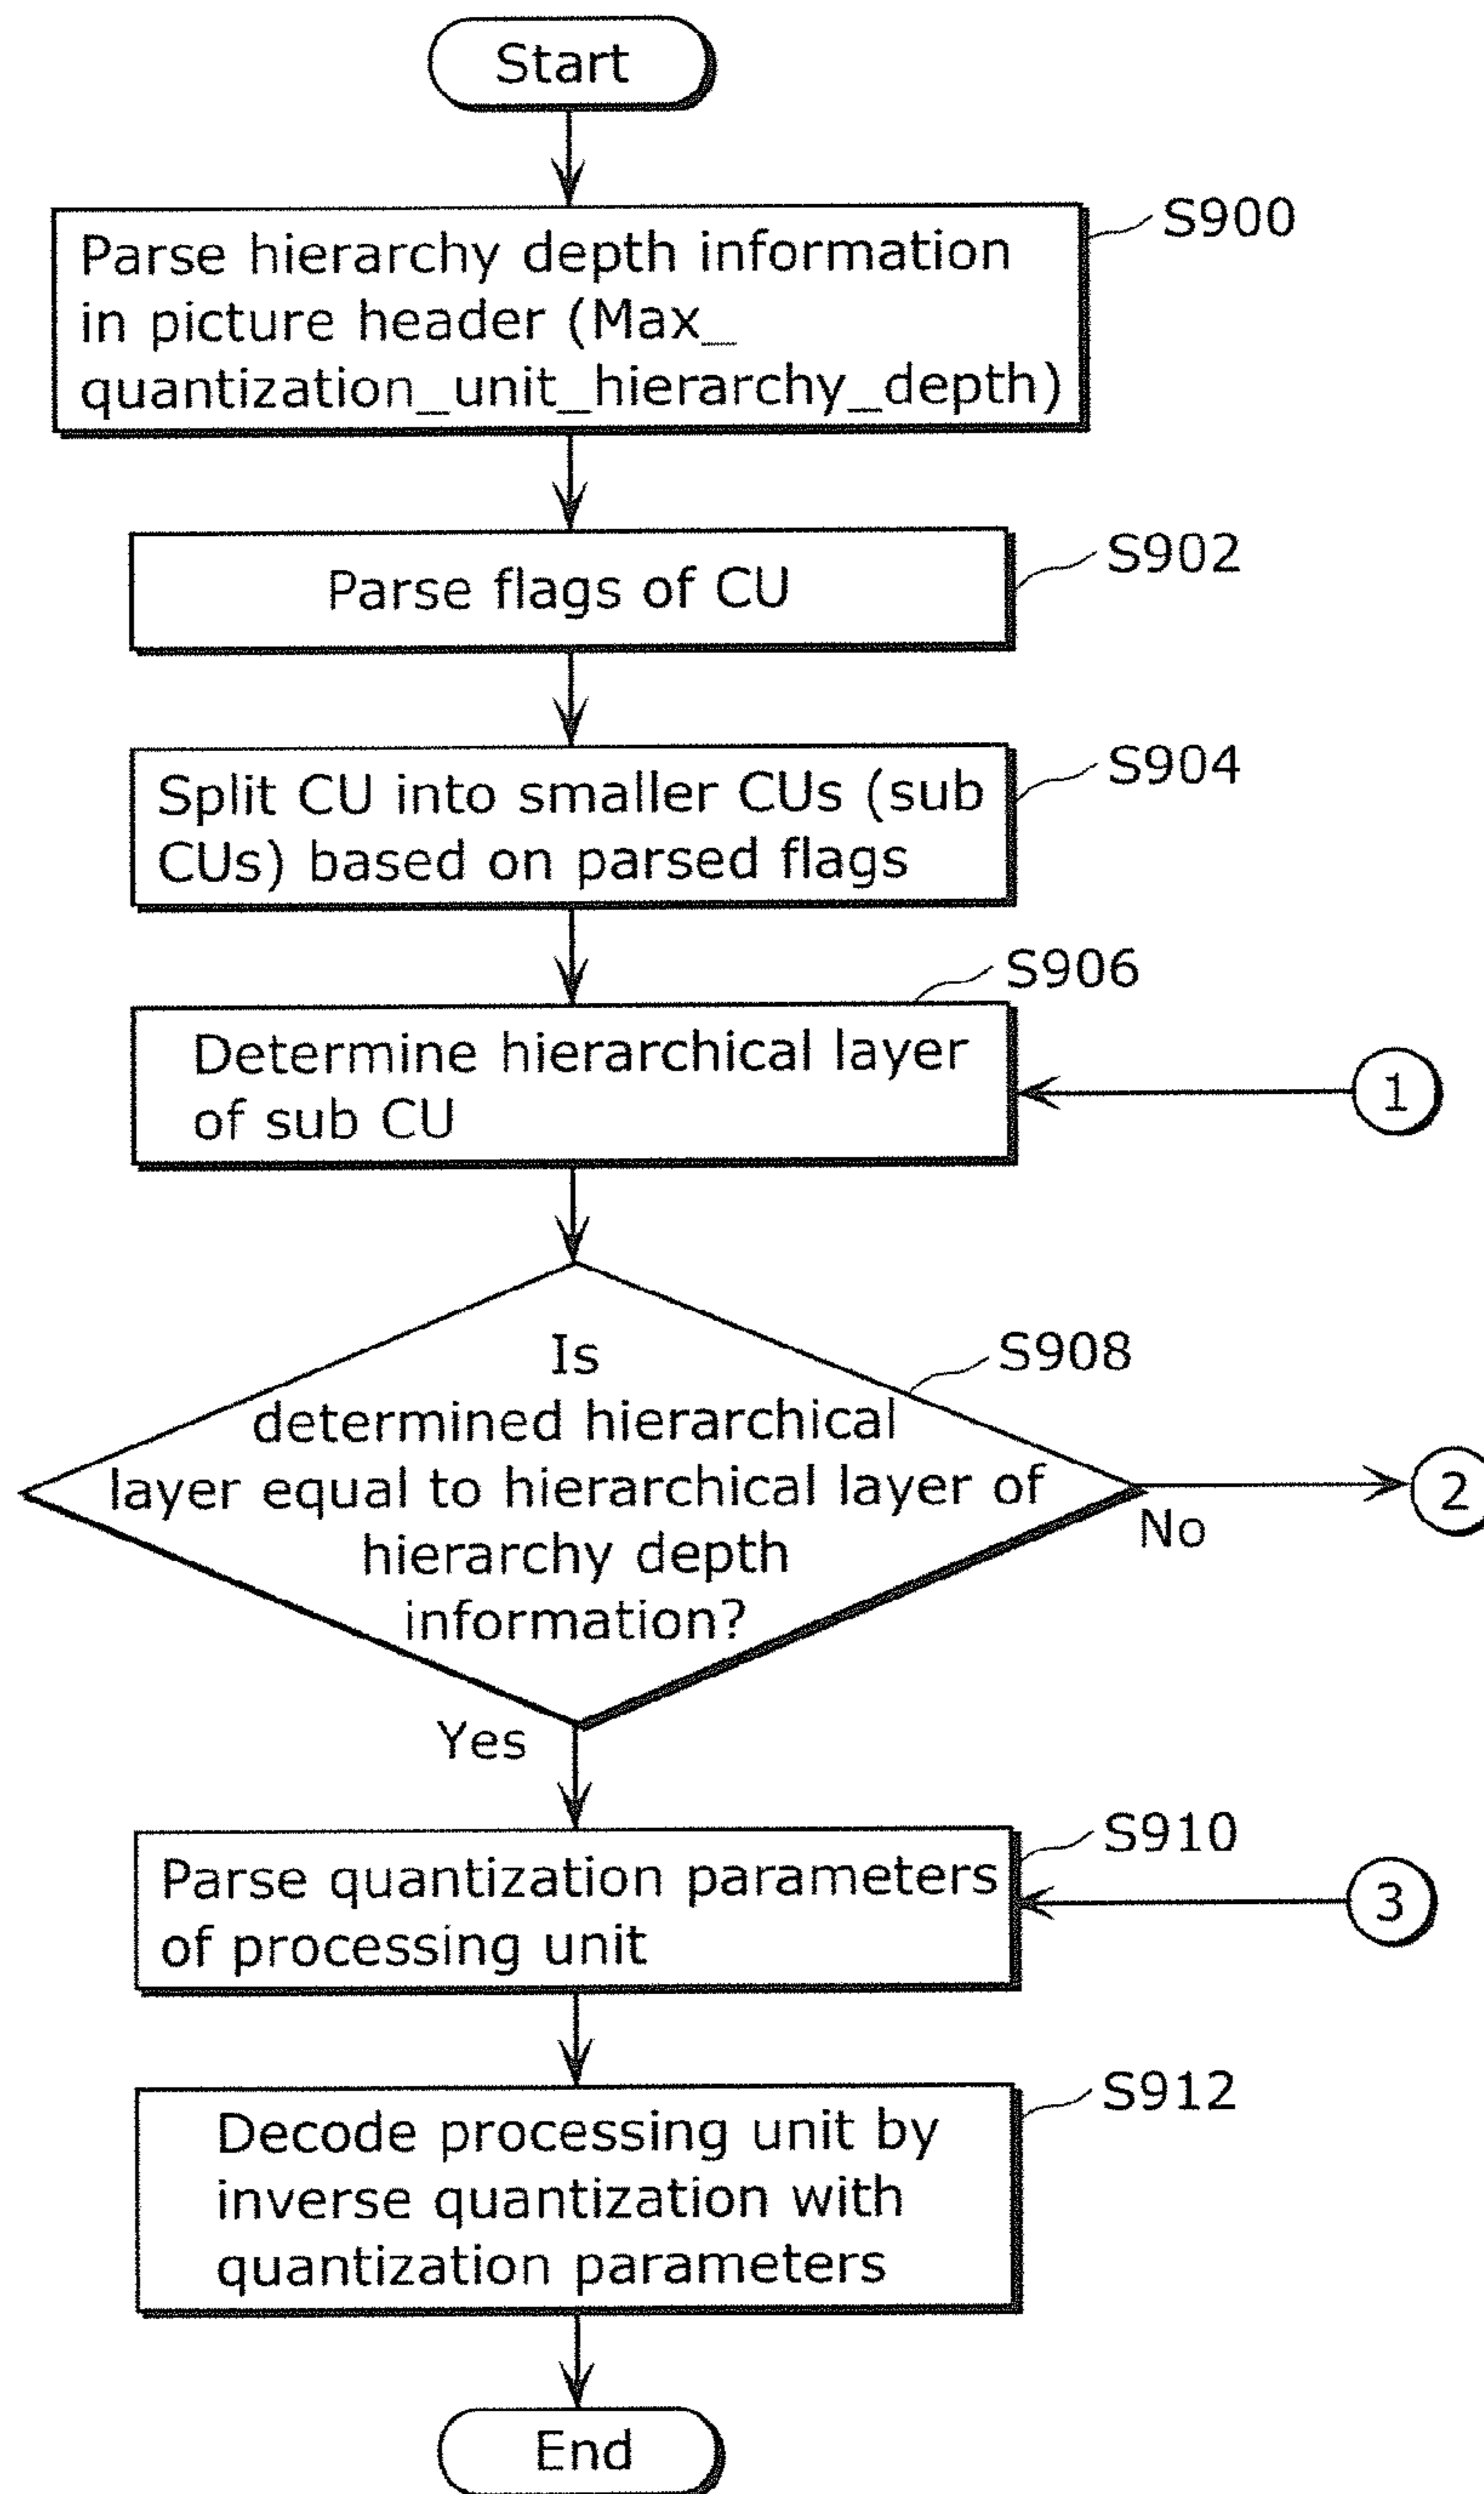 Start
S900
Parse hierarchy depth information
in picture header (Max_
quantization_unit_hierarchy_depth)
S902
Parse flags of CU
S904
Split CU into smaller CUs (sub
CUs) based on parsed flags
S906
Determine hierarchical layer
of sub CU
1
Is
S908
determined hierarchical
layer equal to hierarchical layer of
hierarchy depth
information?
2
No
Yes
S910
Parse quantization parameters
of processing unit
3
S912
Decode processing unit by
inverse quantization with
quantization parameters
End